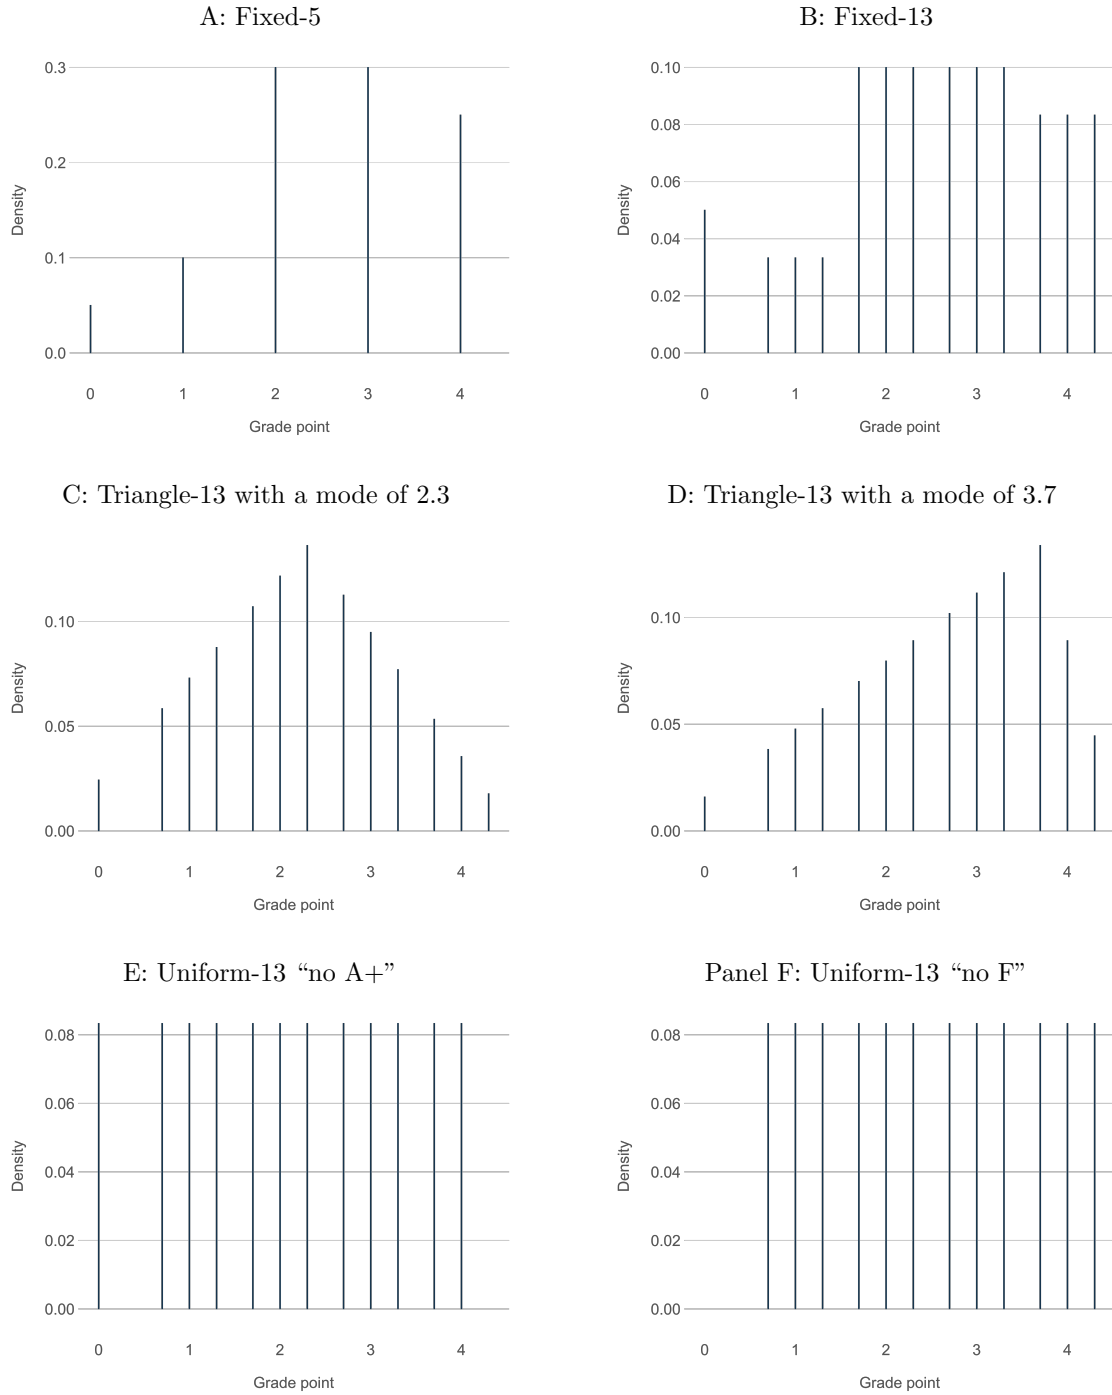 A: Fixed-5
0.3
0.2
0.1
0.0
Density
0 1 2 3 4
Grade point
B: Fixed-13
0.10
0.08
0.06
0.04
0.02
0.00
Density
0 1 2 3 4
Grade point
C: Triangle-13 with a mode of 2.3
0.10
0.05
0.00
Density
0 1 2 3 4
Grade point
D: Triangle-13 with a mode of 3.7
0.10
0.05
0.00
Density
0 1 2 3 4
Grade point
E: Uniform-13 “no A+”
0.08
0.06
0.04
0.02
0.00
Density
0 1 2 3 4
Grade point
Panel F: Uniform-13 “no F”
0.08
0.06
0.04
0.02
0.00
Density
0 1 2 3 4
Grade point